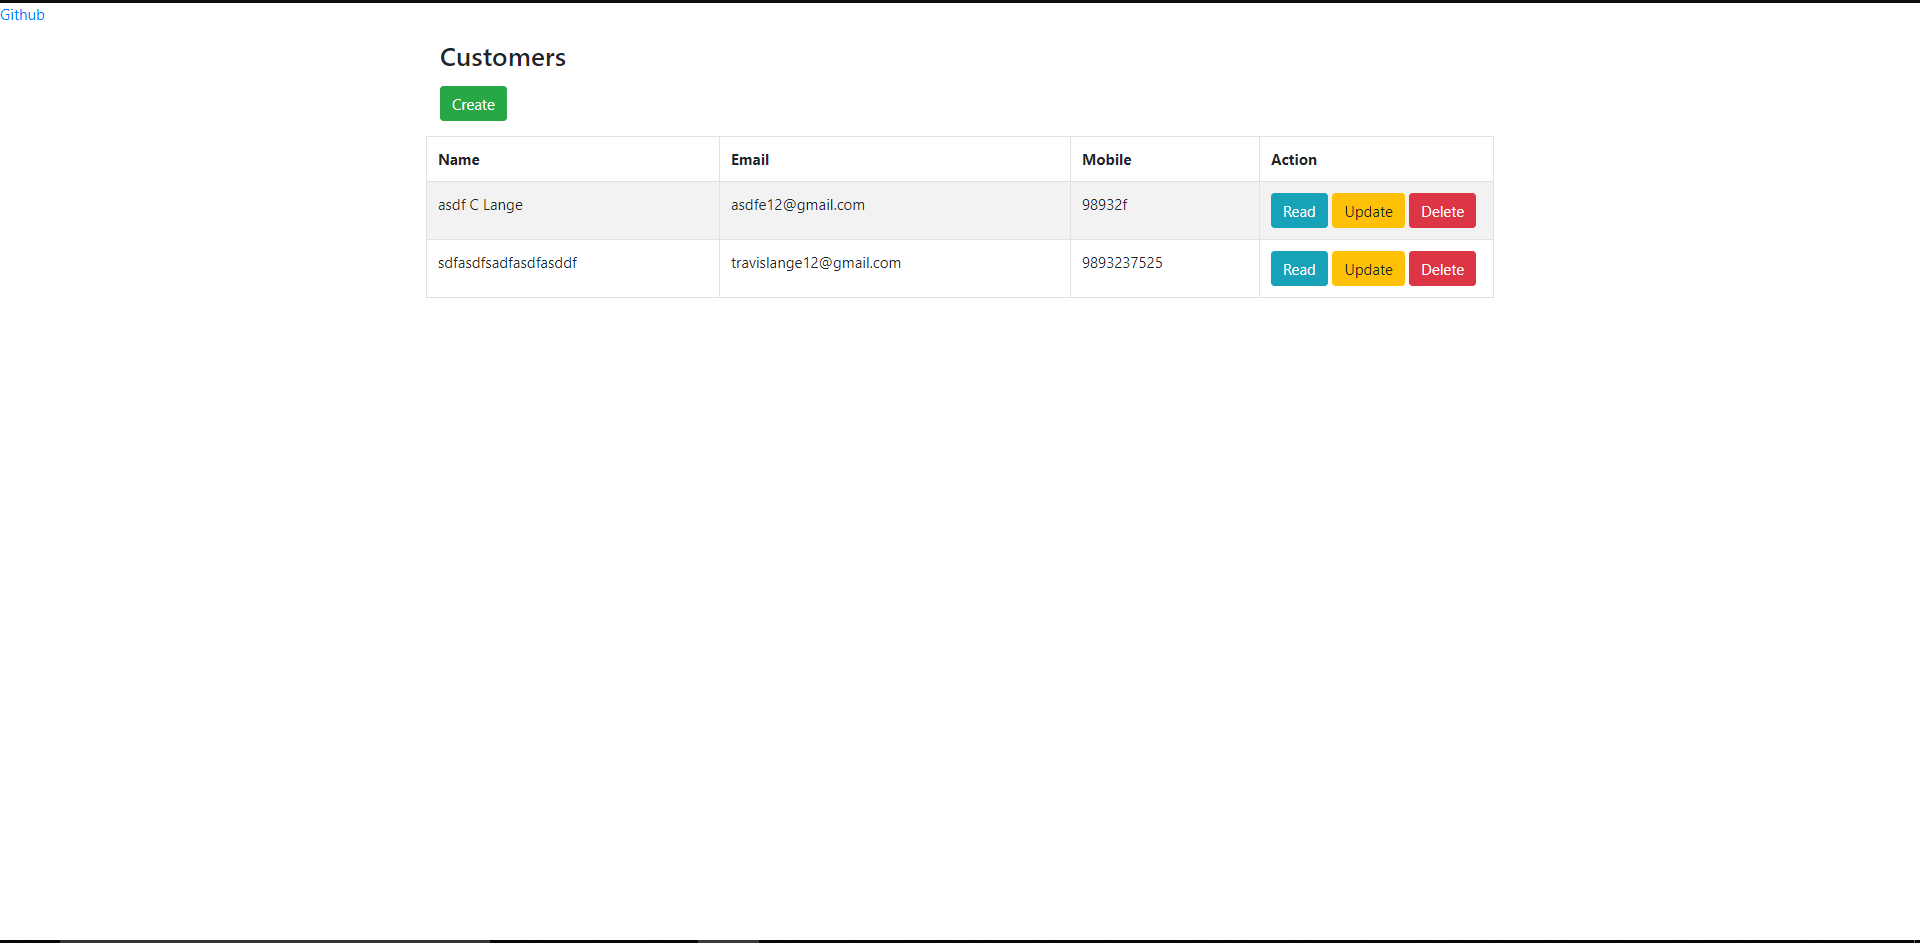 Github
Customers
Create
Name Email Mobile Action
asdf C Lange asdfe12@gmail.com 98932f Read Update Delete
sdfasdfsadfasdfasddf travislange12@gmail.com 9893237525 Read Update Delete